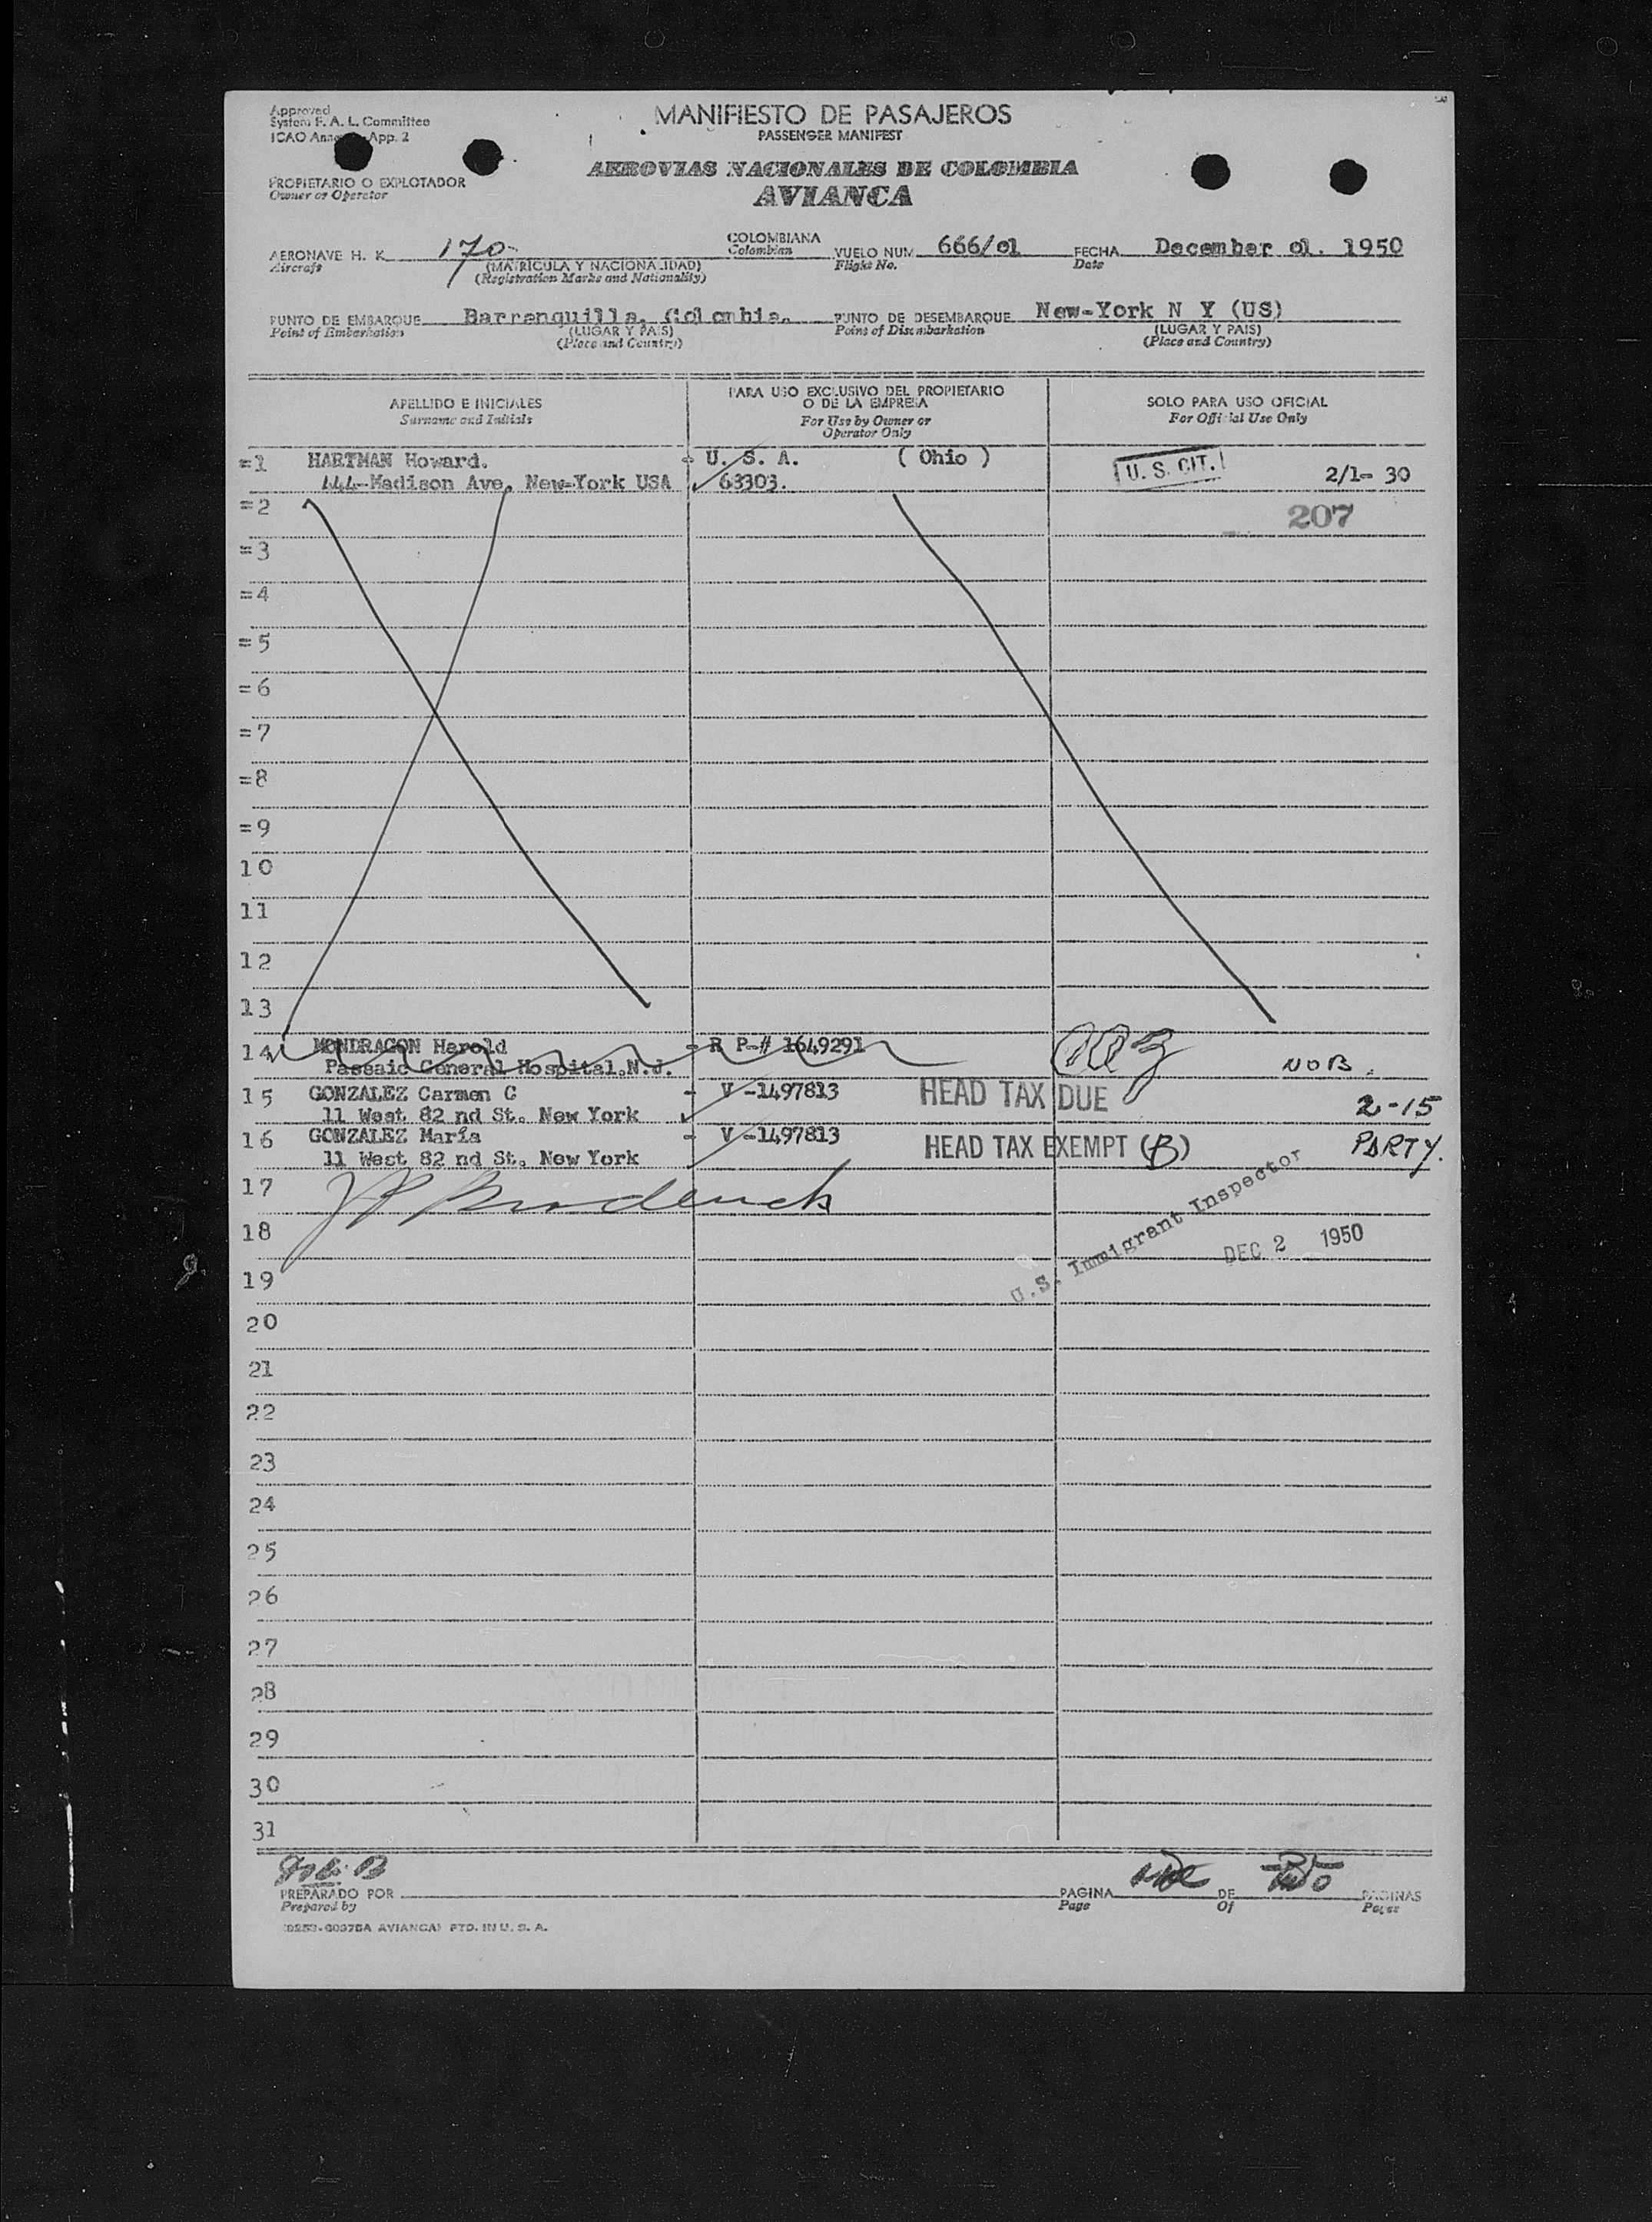 Approved
System F. A. L. Committee
ICAO App. 2
MANIFIESTO DE PASAJEROS
PASSENGER MANIFEST
AEROVIAS NACIONALES DE COLOMBIA
AVIANCA
PROPIETARIO O EXPLOTADOR
Owner or Operator
AERONAVE H. K. 170- COLOMBIANA VUELO NUM. 666/01 FECHA December 01. 1950
Aircraft (MATRICULA Y NACIONALIDAD) Colombian Flight No. Date
(Registration Marks and Nationality)
PUNTO DE EMBARQUE Barranquilla, Colombia. PUNTO DE DESEMBARQUE New-York N Y (US)
Point of Embarkation (LUGAR Y PAIS) Point of Disembarkation (LUGAR Y PAIS)
(Place and Country) (Place and Country)
APELLIDO E INICIALES PARA USO EXCLUSIVO DEL PROPIETARIO SOLO PARA USO OFICIAL
O DE LA EMPRESA
Surname and Initials For Use by Owner or For Official Use Only
Operator Only
=1 HARTMAN Howard. - U. S. A. ( Ohio ) U. S. CIT.
444-Madison Ave. New-York USA 63303. 2/1- 30
=2 207
=3
=4
=5
=6
=7
=8
=9
10
11
12
13
14 MONDRAGON Harold - R P-# 1649291
Passaic General Hospital.N.J. NOB.
15 GONZALEZ Carmen C - V -1497813 HEAD TAX DUE
11 West 82 nd St. New York 2-15
16 GONZALEZ María - V -1497813 HEAD TAX EXEMPT (B) PARTY.
11 West 82 nd St. New York
17
18 U.S. Immigrant Inspector
DEC 2 1950
19
20
21
22
23
24
25
26
27
28
29
30
31
PREPARADO POR PAGINA DE PAGINAS
Prepared by Page Of Pages
AVIANCA) PTD. IN U. S. A.